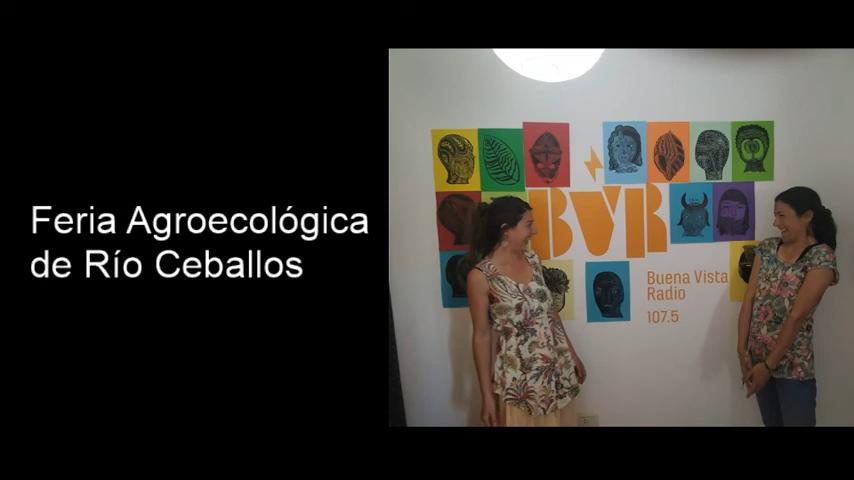 Feria Agroecológica
de Río Ceballos
BVR
Buena Vista
Radio
107.5